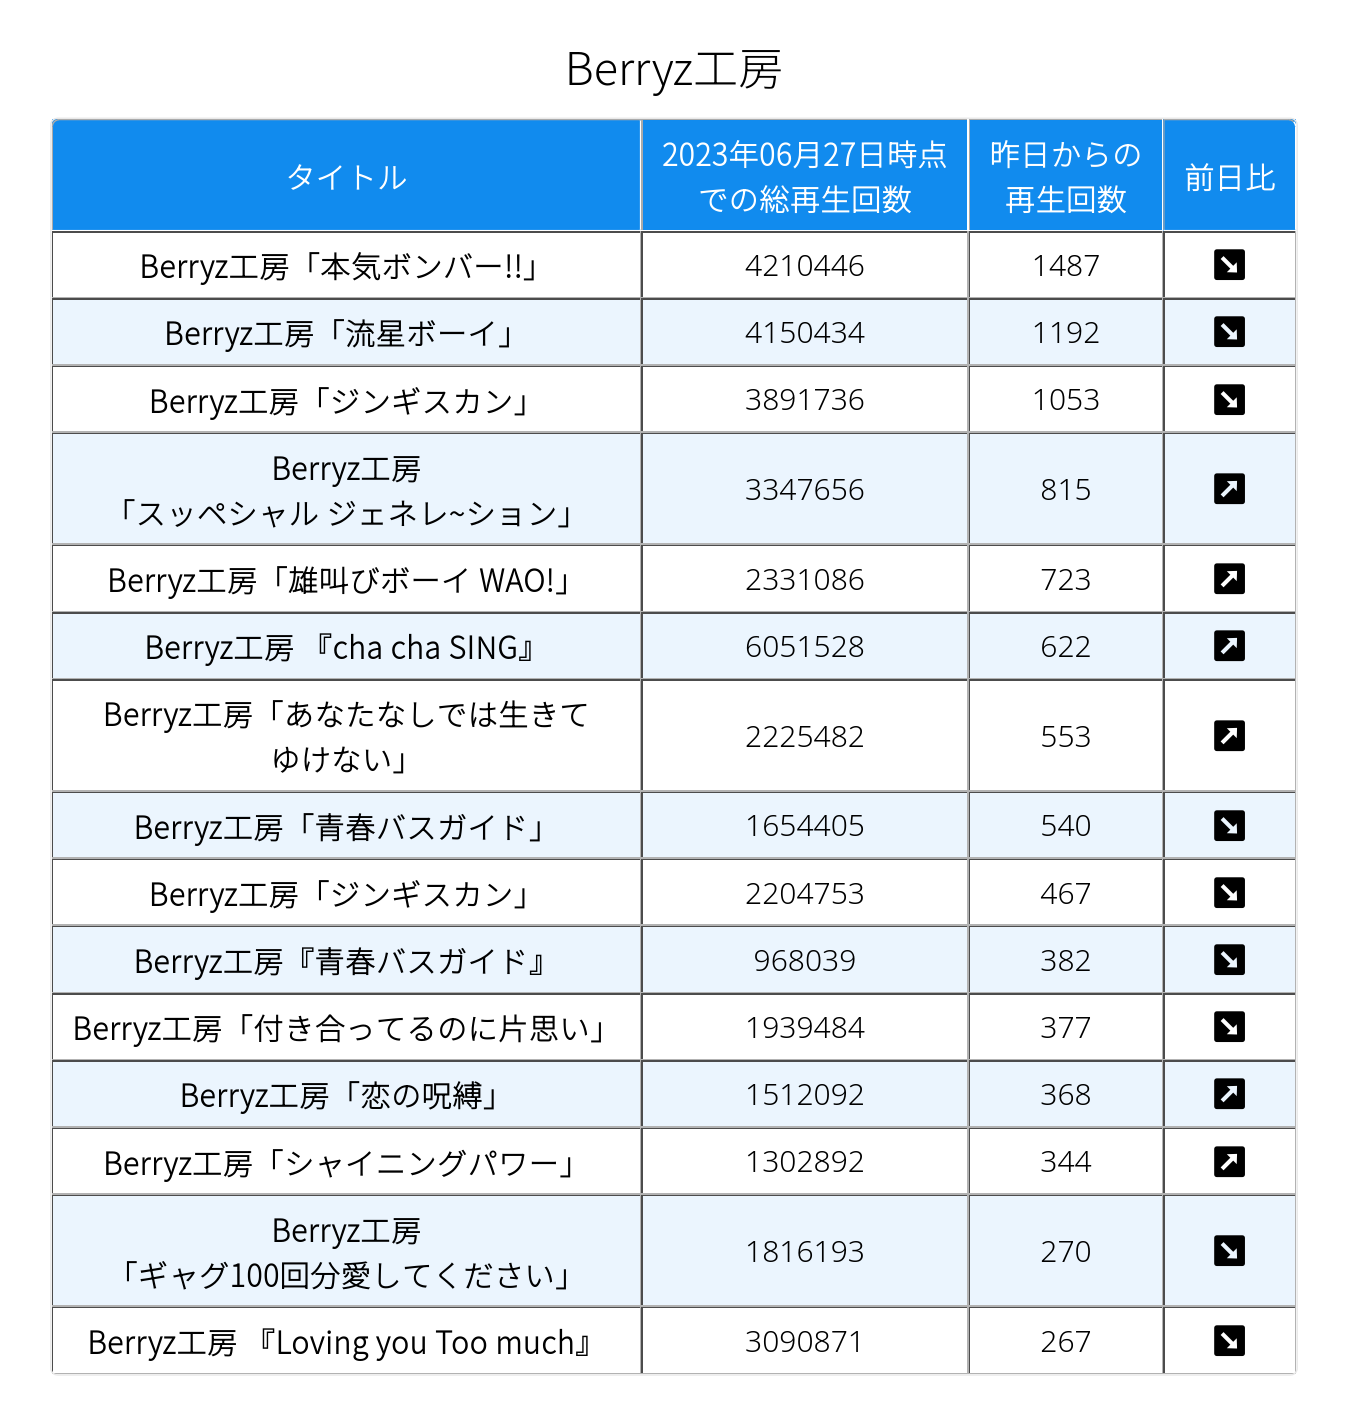 Berryz工房
タイトル
2023年06月27日時点
での総再生回数
昨日からの
再生回数
前日比
Berryz工房「本気ボンバー!!」
4210446
1487
↘
Berryz工房「流星ボーイ」
4150434
1192
↘
Berryz工房「ジンギスカン」
3891736
1053
↘
Berryz工房
「スッペシャル ジェネレ~ション」
3347656
815
↗
Berryz工房「雄叫びボーイ WAO!」
2331086
723
↗
Berryz工房 『cha cha SING』
6051528
622
↗
Berryz工房「あなたなしでは生きて
ゆけない」
2225482
553
↗
Berryz工房「青春バスガイド」
1654405
540
↘
Berryz工房「ジンギスカン」
2204753
467
↘
Berryz工房『青春バスガイド』
968039
382
↘
Berryz工房「付き合ってるのに片思い」
1939484
377
↘
Berryz工房「恋の呪縛」
1512092
368
↗
Berryz工房「シャイニングパワー」
1302892
344
↗
Berryz工房
「ギャグ100回分愛してください」
1816193
270
↘
Berryz工房 『Loving you Too much』
3090871
267
↘